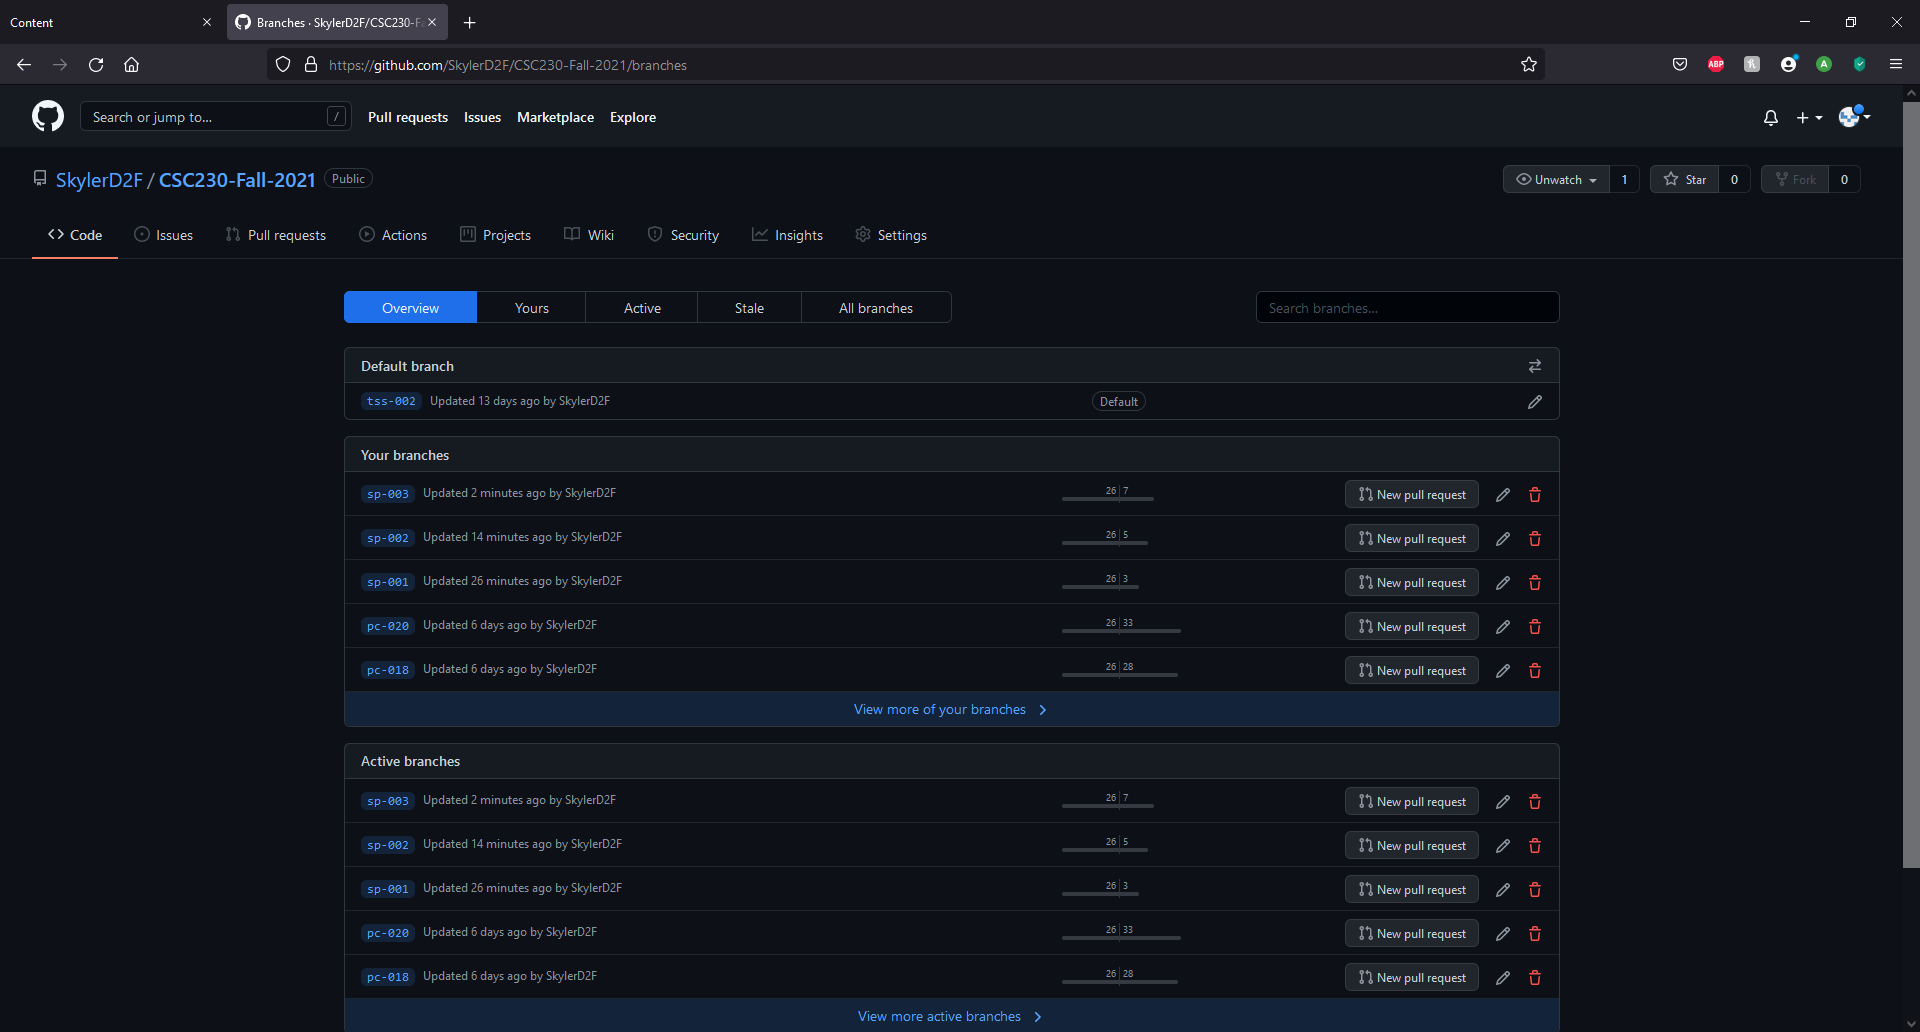 Content
Branches · SkylerD2F/CSC230-Fa
https://github.com/SkylerD2F/CSC230-Fall-2021/branches
ABP
A
Search or jump to... /
Pull requests Issues Marketplace Explore
SkylerD2F / CSC230-Fall-2021 Public
Unwatch 1 Star 0 Fork 0
Code Issues Pull requests Actions Projects Wiki Security Insights Settings
Overview Yours Active Stale All branches Search branches...
Default branch
tss-002 Updated 13 days ago by SkylerD2F Default
Your branches
sp-003 Updated 2 minutes ago by SkylerD2F 26 7 New pull request
sp-002 Updated 14 minutes ago by SkylerD2F 26 5 New pull request
sp-001 Updated 26 minutes ago by SkylerD2F 26 3 New pull request
pc-020 Updated 6 days ago by SkylerD2F 26 33 New pull request
pc-018 Updated 6 days ago by SkylerD2F 26 28 New pull request
View more of your branches
Active branches
sp-003 Updated 2 minutes ago by SkylerD2F 26 7 New pull request
sp-002 Updated 14 minutes ago by SkylerD2F 26 5 New pull request
sp-001 Updated 26 minutes ago by SkylerD2F 26 3 New pull request
pc-020 Updated 6 days ago by SkylerD2F 26 33 New pull request
pc-018 Updated 6 days ago by SkylerD2F 26 28 New pull request
View more active branches